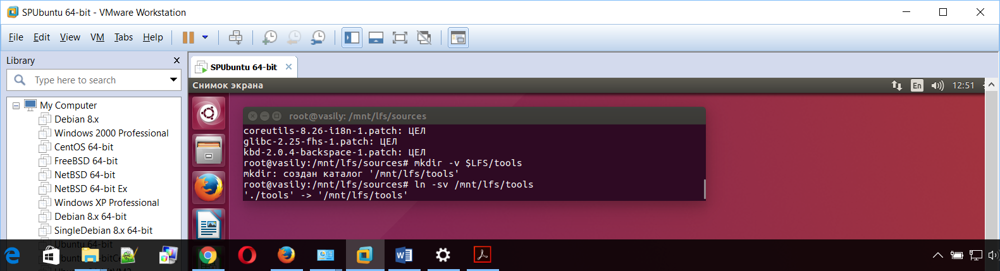 SPUbuntu 64-bit - VMware Workstation
File Edit View VM Tabs Help
Library
SPUbuntu 64-bit
Type here to search
Снимок экрана
En
12:51
My Computer
Debian 8.x
Windows 2000 Professional
CentOS 64-bit
FreeBSD 64-bit
NetBSD 64-bit
NetBSD 64-bit Ex
Windows XP Professional
Debian 8.x 64-bit
SingleDebian 8.x 64-bit
Ubuntu 64-bit
root@vasily: /mnt/lfs/sources
coreutils-8.26-i18n-1.patch: ЦЕЛ
glibc-2.25-fhs-1.patch: ЦЕЛ
kbd-2.0.4-backspace-1.patch: ЦЕЛ
root@vasily:/mnt/lfs/sources# mkdir -v $LFS/tools
mkdir: создан каталог '/mnt/lfs/tools'
root@vasily:/mnt/lfs/sources# ln -sv /mnt/lfs/tools
'./tools' -> '/mnt/lfs/tools'